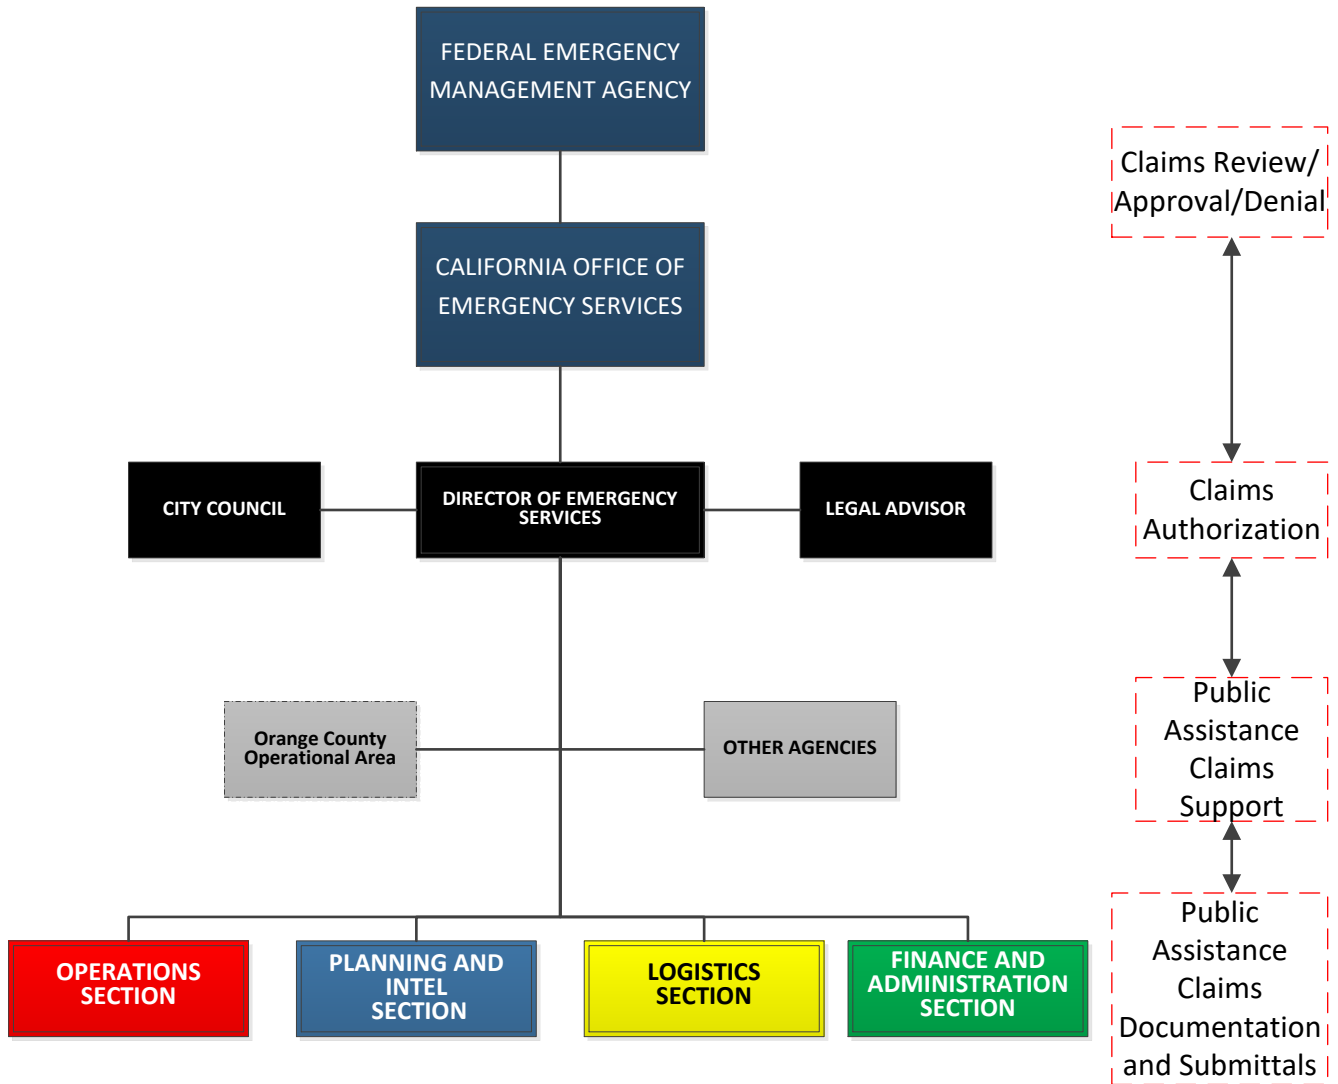 FEDERAL EMERGENCY
MANAGEMENT AGENCY
Claims Review/
Approval/Denial
CALIFORNIA OFFICE OF
EMERGENCY SERVICES
CITY COUNCIL
DIRECTOR OF EMERGENCY
SERVICES
LEGAL ADVISOR
Claims
Authorization
Orange County
Operational Area
OTHER AGENCIES
Public
Assistance
Claims
Support
OPERATIONS
SECTION
PLANNING AND
INTEL
SECTION
LOGISTICS
SECTION
FINANCE AND
ADMINISTRATION
SECTION
Public
Assistance
Claims
Documentation
and Submittals